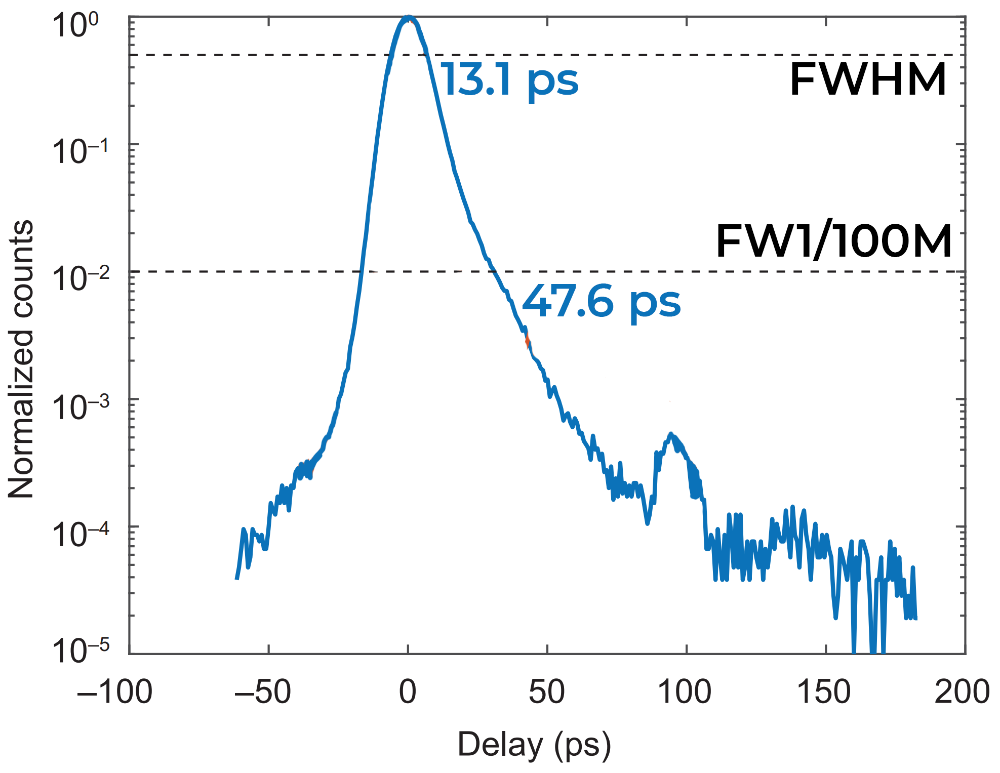 10⁰
13.1 ps
FWHM
10⁻¹
FW1/100M
10⁻²
47.6 ps
10⁻³
10⁻⁴
10⁻⁵
Normalized counts
–100 –50 0 50 100 150 200
Delay (ps)